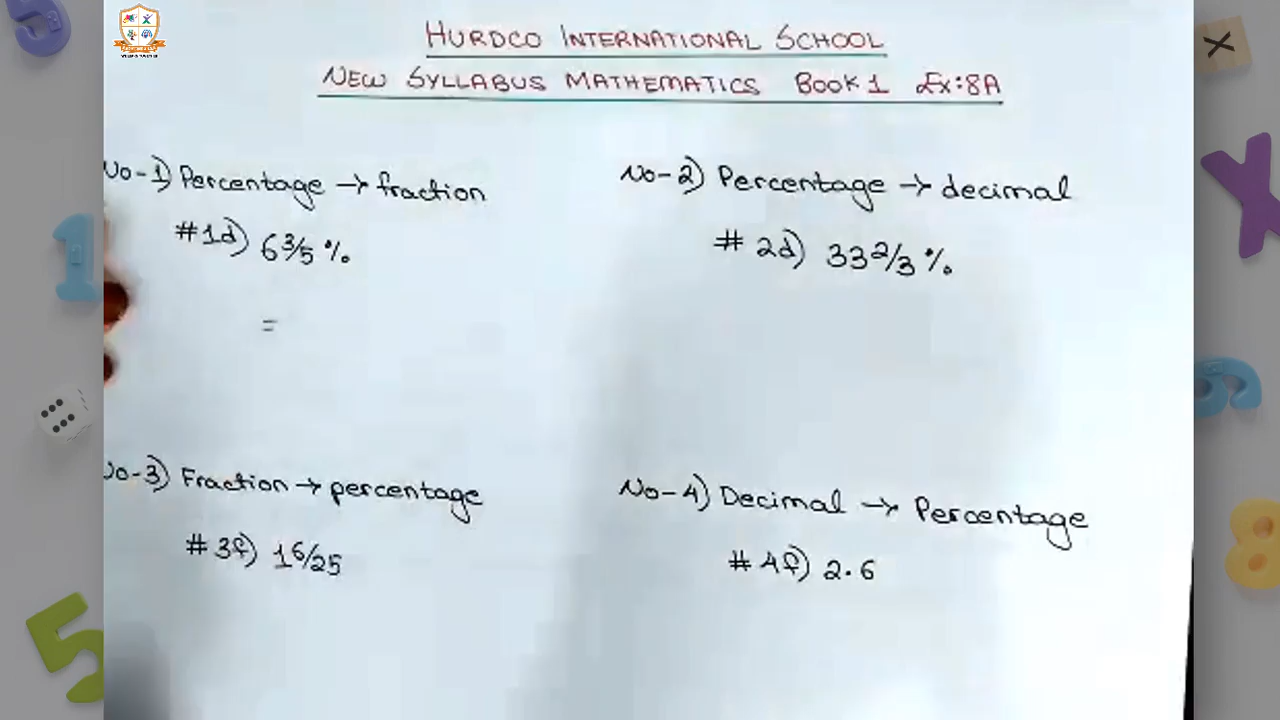 HURDCO INTERNATIONAL SCHOOL
NEW SYLLABUS MATHEMATICS BOOK 1 Ex:8A
No-1) Percentage → fraction
#1d) 6 3/5 %
=
No-2) Percentage → decimal
# 2d) 33 2/3 %
No-3) Fraction → percentage
#3f) 1 6/25
No-4) Decimal → Percentage
# 4f) 2.6